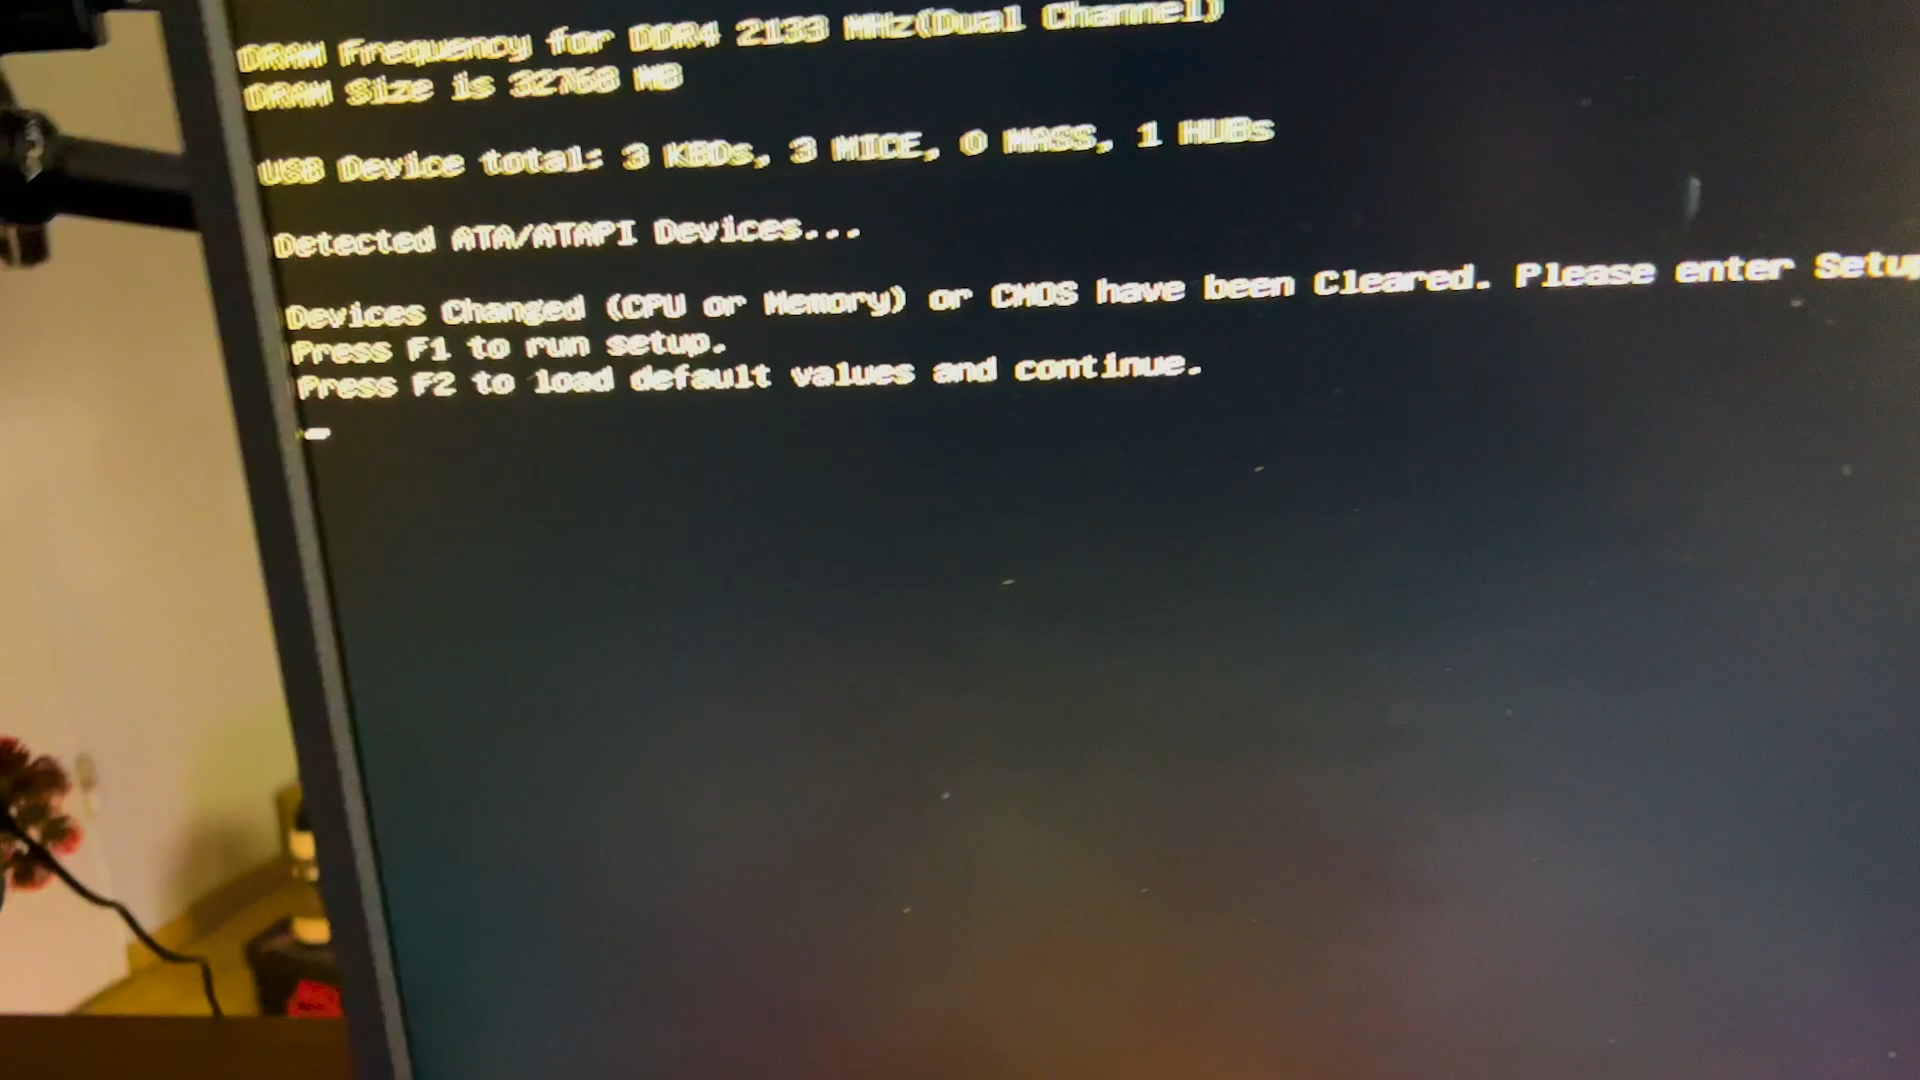 DRAM Frequency for DDR4 2133 MHz(Dual Channel)
DRAM Size is 32768 MB
USB Device total: 3 KBDs, 3 MICE, 0 MASS, 1 HUBs
Detected ATA/ATAPI Devices...
Devices Changed (CPU or Memory) or CMOS have been Cleared. Please enter Setup
Press F1 to run setup.
Press F2 to load default values and continue.